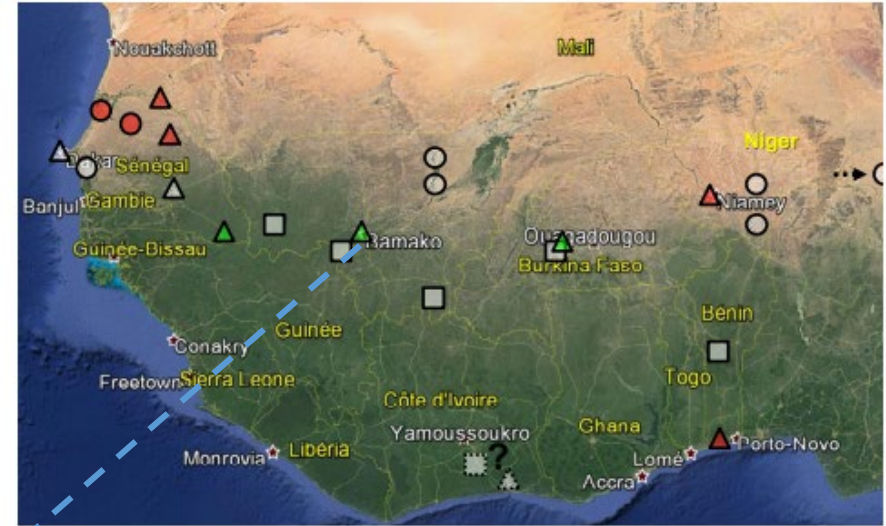 Nouakchott
Mali
Niger
Dakar
Sénégal
Niamey
Banjul
Gambie
Bamako
Ouagadougou
Guinée-Bissau
Burkina Faso
Bénin
Guinée
Conakry
Freetown
Sierra Leone
Togo
Côte d'Ivoire
Ghana
Yamoussoukro
Monrovia
Libéria
?
Lomé
Porto-Novo
Accra